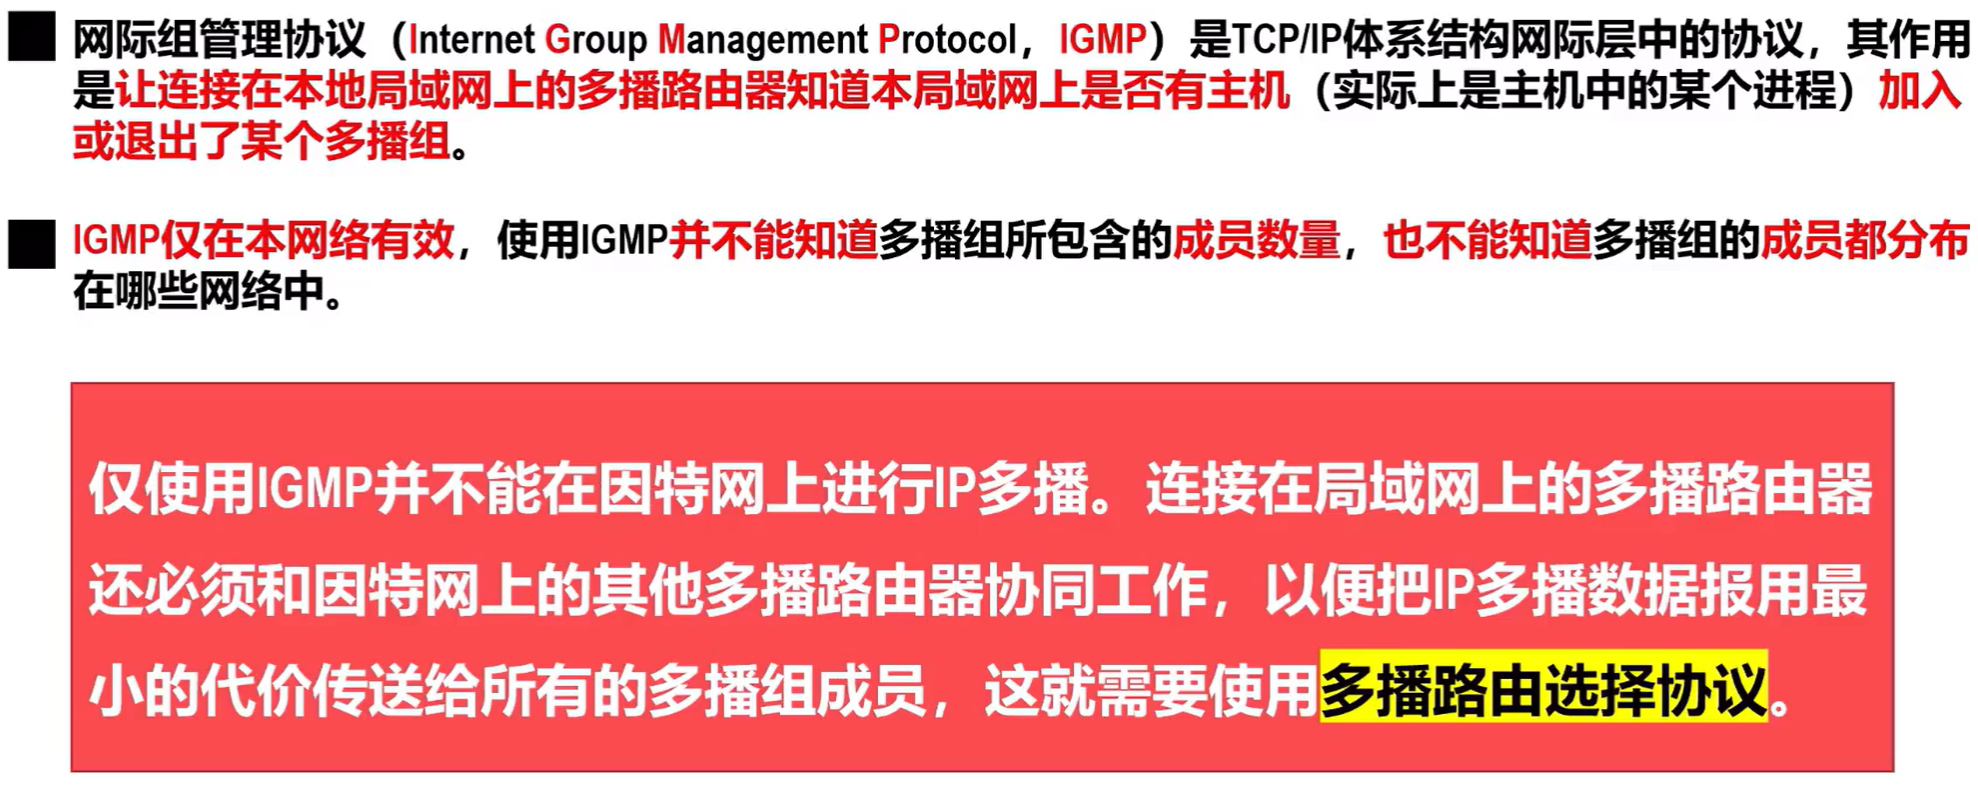 网际组管理协议（Internet Group Management Protocol，IGMP）是TCP/IP体系结构网际层中的协议，其作用
是让连接在本地局域网上的多播路由器知道本局域网上是否有主机（实际上是主机中的某个进程）加入
或退出了某个多播组。
IGMP仅在本网络有效，使用IGMP并不能知道多播组所包含的成员数量，也不能知道多播组的成员都分布
在哪些网络中。
仅使用IGMP并不能在因特网上进行IP多播。连接在局域网上的多播路由器
还必须和因特网上的其他多播路由器协同工作，以便把IP多播数据报用最
小的代价传送给所有的多播组成员，这就需要使用多播路由选择协议。